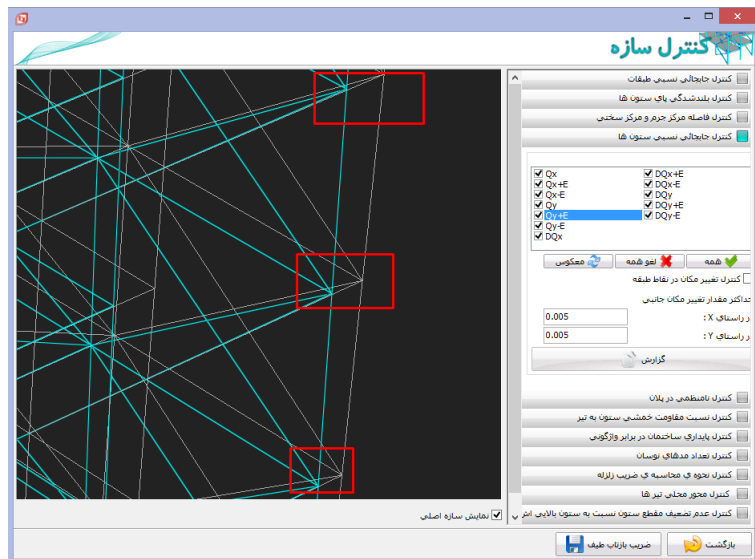 کنترل سازه
کنترل جابجائی نسبی طبقات
کنترل بلندشدگی پای ستون ها
کنترل فاصله مرکز جرم و مرکز سختی
کنترل جابجائی نسبی ستون ها
Qx
Qx+E
Qx-E
Qy
Qy+E
Qy-E
DQx
DQx+E
DQx-E
DQy
DQy+E
DQy-E
همه
لغو همه
معکوس
کنترل تغییر مکان در نقاط طبقه
حداکثر مقدار تغییر مکان جانبی
در راستای X :
0.005
در راستای Y :
0.005
گزارش
کنترل نامنظمی در پلان
کنترل نسبت مقاومت خمشی ستون به تیر
کنترل پایداری ساختمان در برابر واژگونی
کنترل تعداد مدهای نوسان
کنترل نحوه ی محاسبه ی ضریب زلزله
کنترل محور محلی تیر ها
کنترل عدم تضعیف مقطع ستون نسبت به ستون بالایی اش
نمایش سازه اصلی
بازگشت
ضریب بازتاب طیف